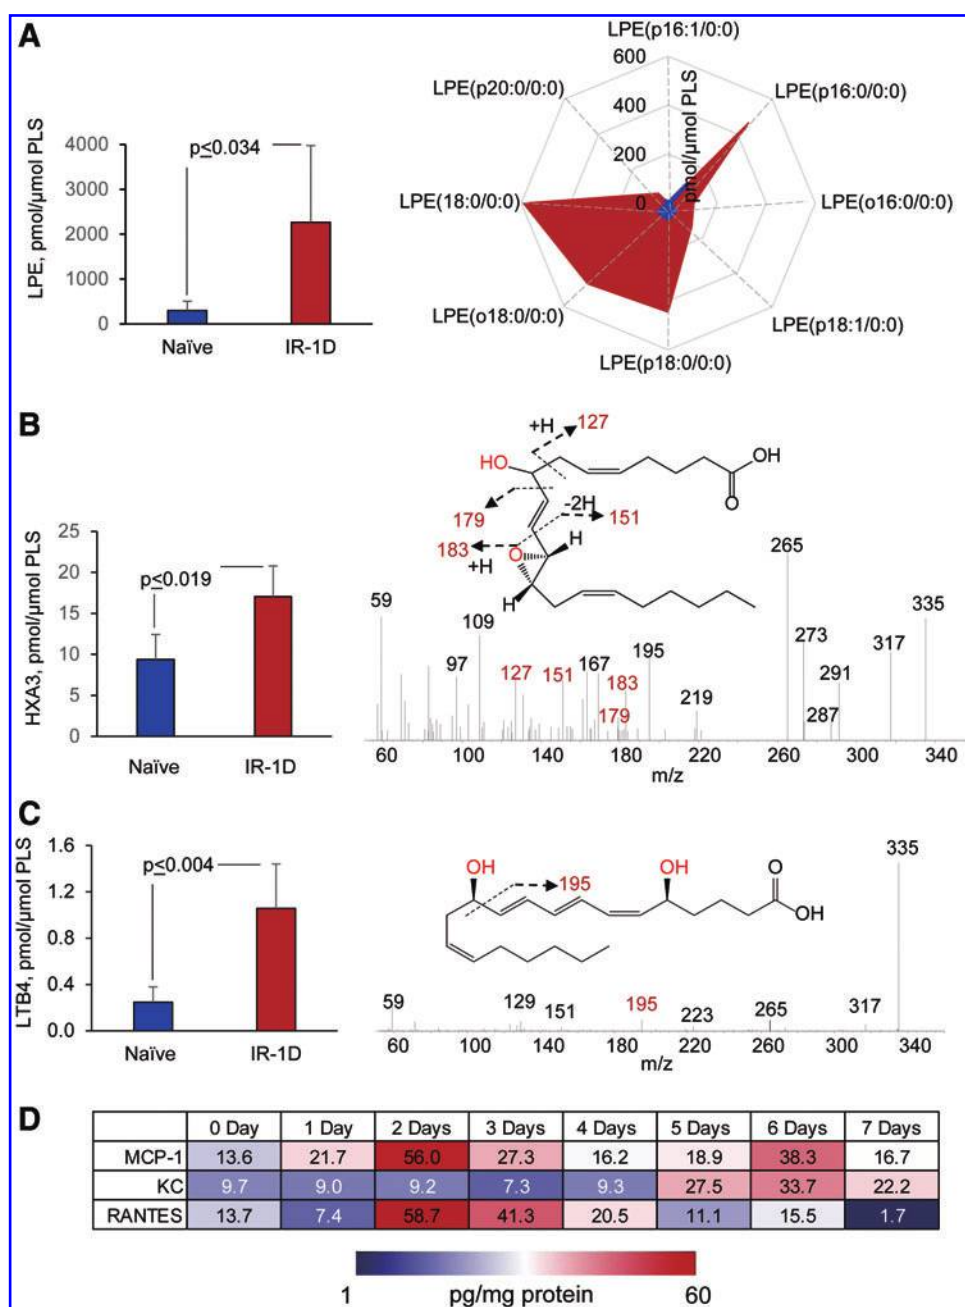 A
LPE, pmol/µmol PLS
4000
3000
2000
1000
0
p≤0.034
Naïve
IR-1D
LPE(p16:1/0:0)
LPE(p16:0/0:0)
LPE(o16:0/0:0)
LPE(p18:1/0:0)
LPE(p18:0/0:0)
LPE(o18:0/0:0)
LPE(18:0/0:0)
LPE(p20:0/0:0)
600
400
200
0
pmol/µmol PLS
B
HXA3, pmol/µmol PLS
25
20
15
10
5
0
p≤0.019
Naïve
IR-1D
+H
127
HO
OH
O
179
-2H
151
183
+H
O
H
H
59
97
109
127
151
167
179
183
195
219
265
273
287
291
317
335
60 100 140 180 220 260 300 340
m/z
C
LTB4, pmol/µmol PLS
1.6
1.2
0.8
0.4
0.0
p≤0.004
Naïve
IR-1D
OH
195
OH
O
OH
59
129
151
195
223
265
317
335
60 100 140 180 220 260 300 340
m/z
D
0 Day 1 Day 2 Days 3 Days 4 Days 5 Days 6 Days 7 Days
MCP-1 13.6 21.7 56.0 27.3 16.2 18.9 38.3 16.7
KC 9.7 9.0 9.2 7.3 9.3 27.5 33.7 22.2
RANTES 13.7 7.4 58.7 41.3 20.5 11.1 15.5 1.7
1 pg/mg protein 60